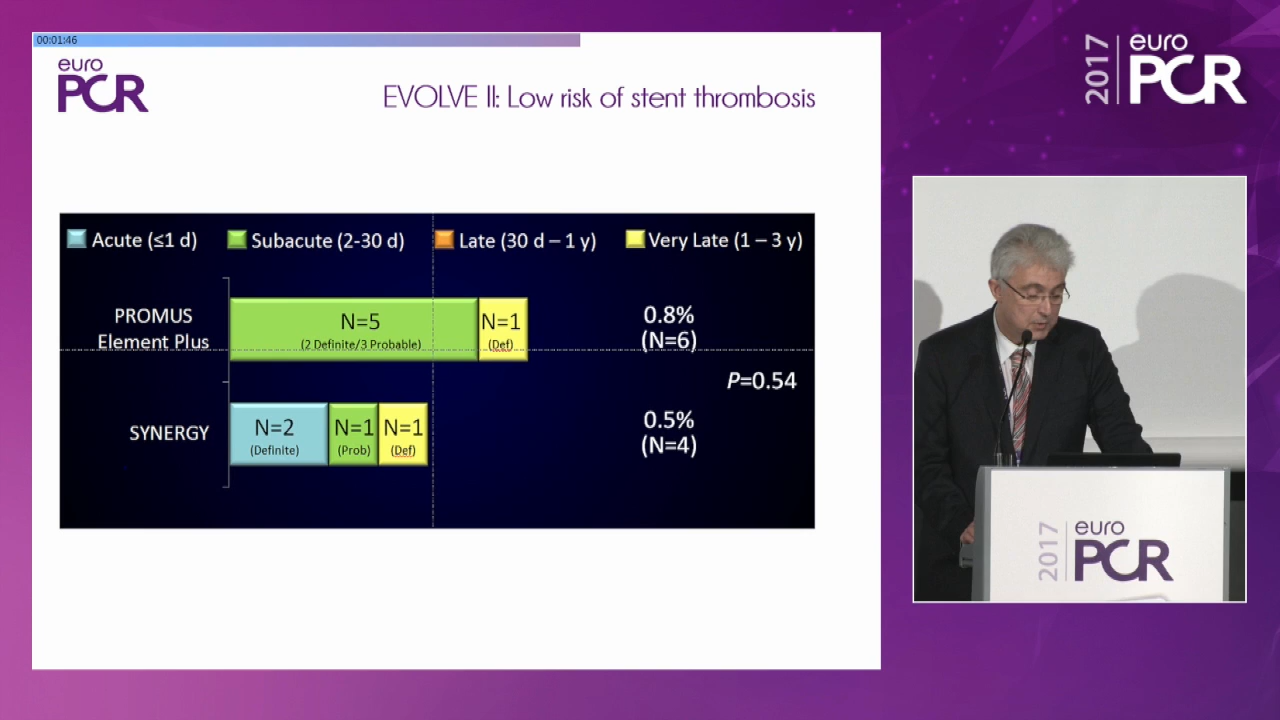 00:01:46
euro
PCR
EVOLVE II: Low risk of stent thrombosis
Acute (≤1 d)
Subacute (2-30 d)
Late (30 d – 1 y)
Very Late (1 – 3 y)
PROMUS
Element Plus
N=5
(2 Definite/3 Probable)
N=1
(Def)
0.8%
(N=6)
P=0.54
SYNERGY
N=2
(Definite)
N=1
(Prob)
N=1
(Def)
0.5%
(N=4)
2017
euro
PCR
2017
euro
PCR